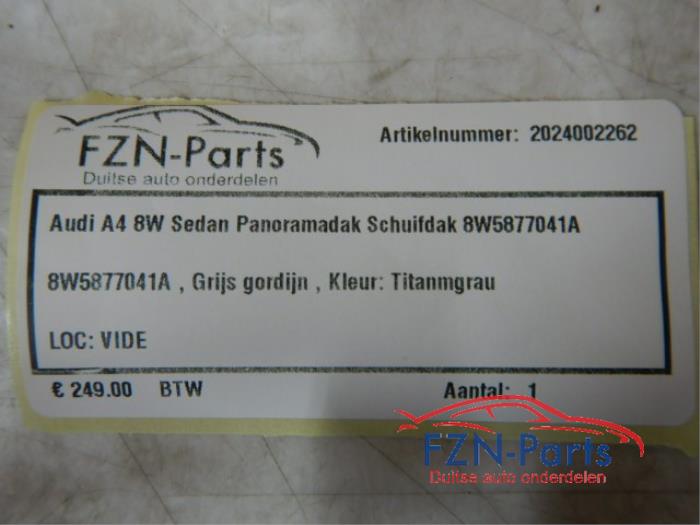 FZN-Parts
Duitse auto onderdelen
Artikelnummer: 2024002262
Audi A4 8W Sedan Panoramadak Schuifdak 8W5877041A
8W5877041A , Grijs gordijn , Kleur: Titanmgrau
LOC: VIDE
€ 249.00 BTW
Aantal: 1
FZN-Parts
Duitse auto onderdelen